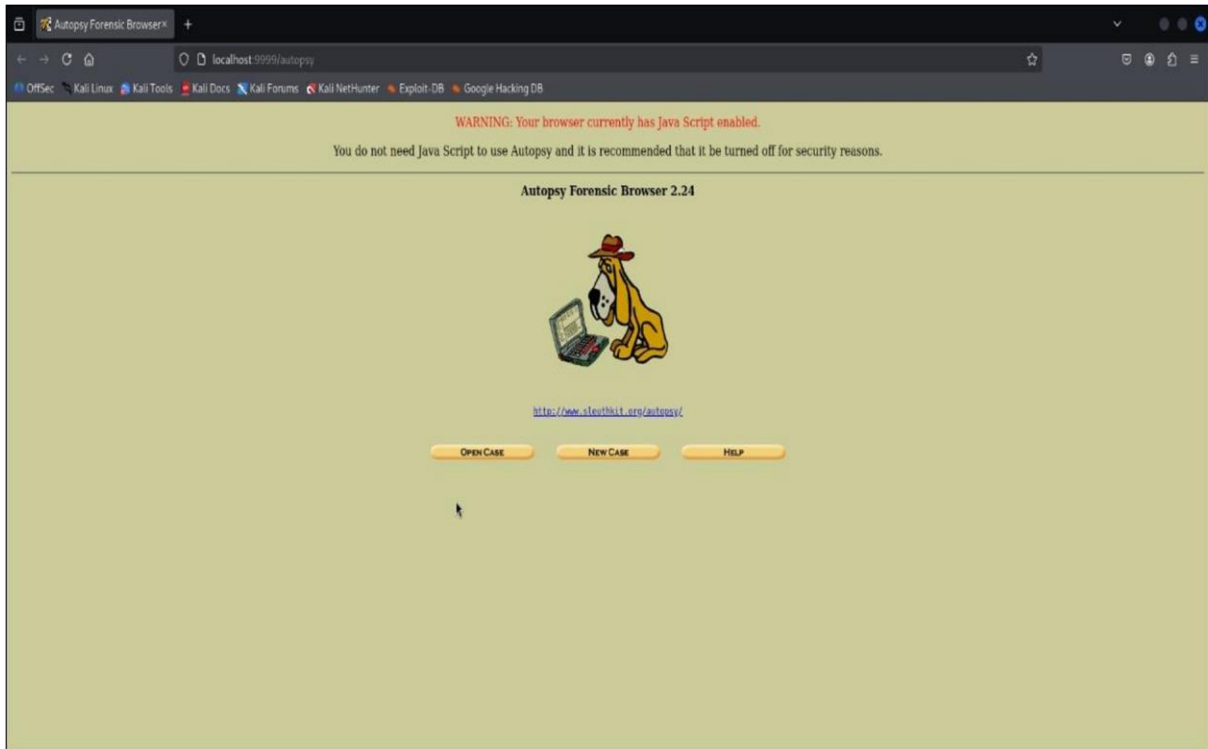 Autopsy Forensic Browser
localhost:9999/autopsy
OffSec Kali Linux Kali Tools Kali Docs Kali Forums Kali NetHunter Exploit-DB Google Hacking DB
WARNING: Your browser currently has Java Script enabled.
You do not need Java Script to use Autopsy and it is recommended that it be turned off for security reasons.
Autopsy Forensic Browser 2.24
http://www.sleuthkit.org/autopsy/
OPEN CASE NEW CASE HELP